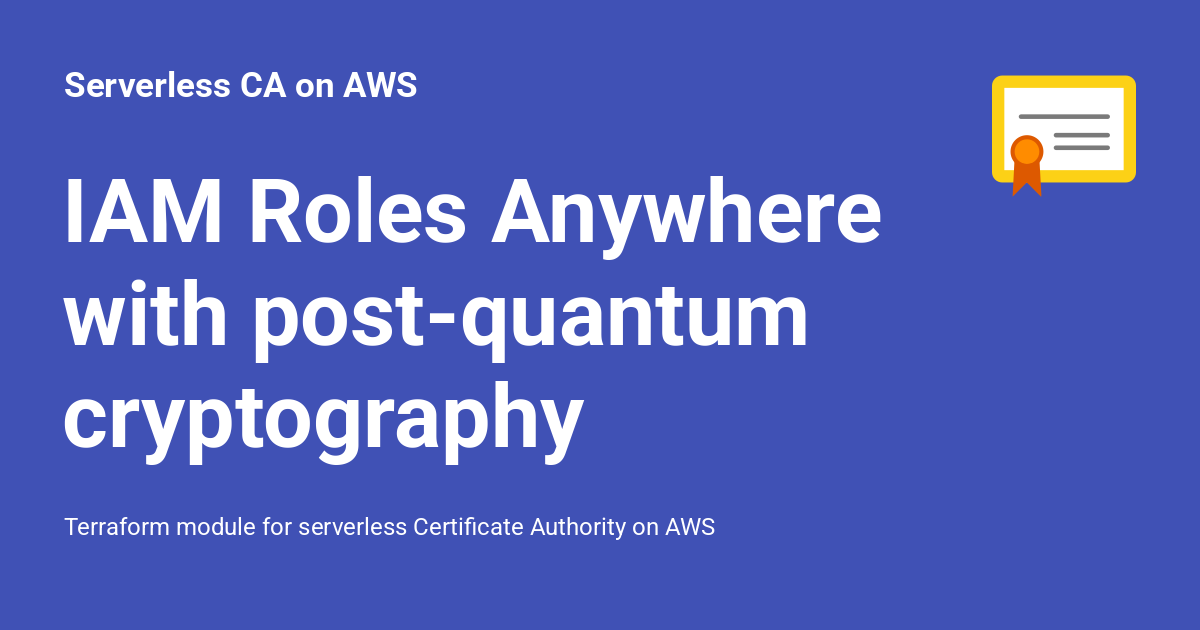 Serverless CA on AWS
IAM Roles Anywhere
with post-quantum
cryptography
Terraform module for serverless Certificate Authority on AWS